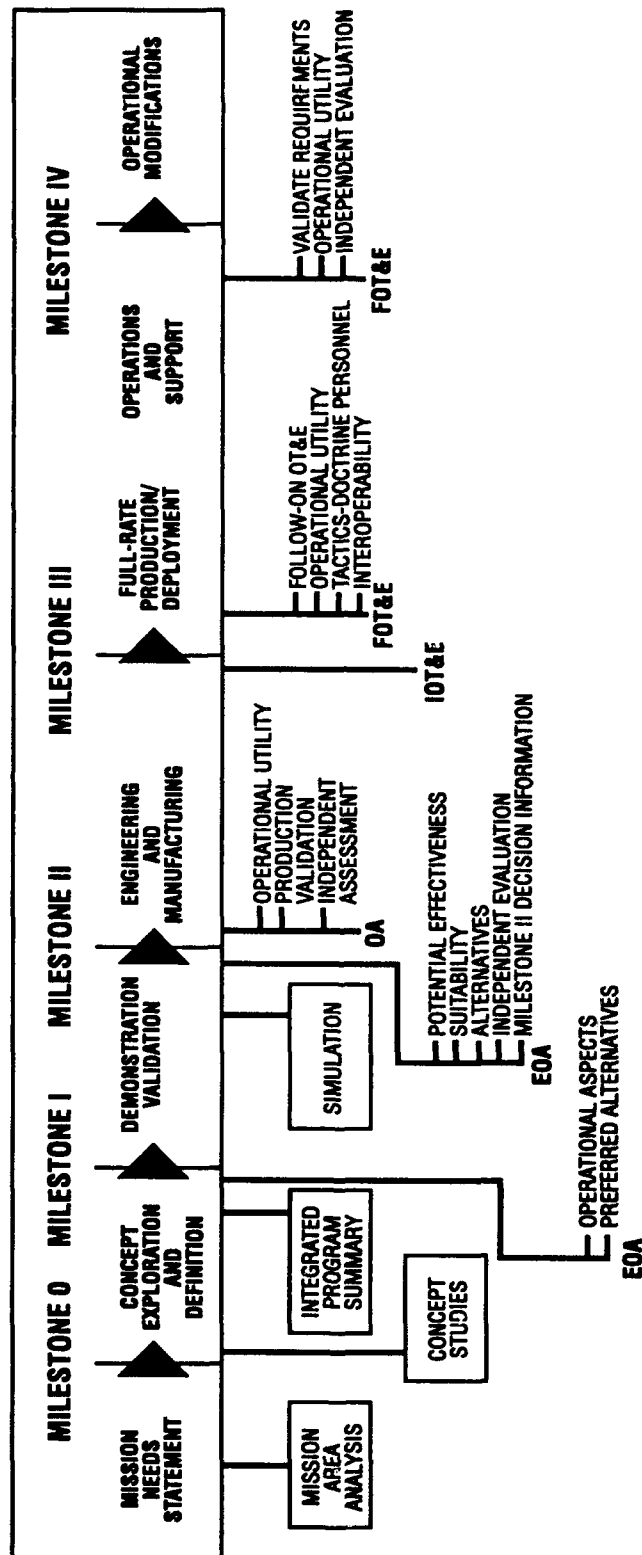 MILESTONE 0
MILESTONE I
MILESTONE II
MILESTONE III
MILESTONE IV
MISSION
NEEDS
STATEMENT
CONCEPT
EXPLORATION
AND
DEFINITION
DEMONSTRATION
VALIDATION
ENGINEERING
AND
MANUFACTURING
FULL-RATE
PRODUCTION/
DEPLOYMENT
OPERATIONS
AND
SUPPORT
OPERATIONAL
MODIFICATIONS
MISSION
AREA
ANALYSIS
CONCEPT
STUDIES
INTEGRATED
PROGRAM
SUMMARY
OPERATIONAL ASPECTS
PREFERRED ALTERNATIVES
EOA
SIMULATION
POTENTIAL EFFECTIVENESS
SUITABILITY
ALTERNATIVES
INDEPENDENT EVALUATION
MILESTONE II DECISION INFORMATION
EOA
OPERATIONAL UTILITY
PRODUCTION
VALIDATION
INDEPENDENT
ASSESSMENT
OA
IOT&E
FOLLOW-ON OT&E
OPERATIONAL UTILITY
TACTICS-DOCTRINE PERSONNEL
INTEROPERABILITY
FOT&E
VALIDATE REQUIREMENTS
OPERATIONAL UTILITY
INDEPENDENT EVALUATION
FOT&E